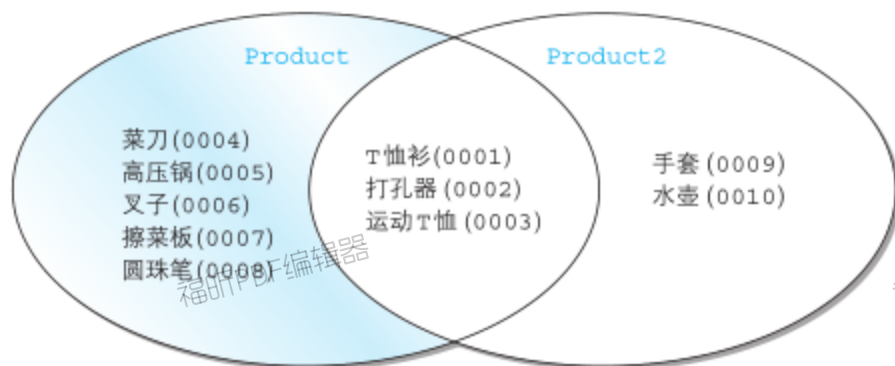 Product
Product2
菜刀(0004)
高压锅(0005)
叉子(0006)
擦菜板(0007)
圆珠笔(0008)
T恤衫(0001)
打孔器(0002)
运动T恤(0003)
手套(0009)
水壶(0010)
福昕PDF编辑器